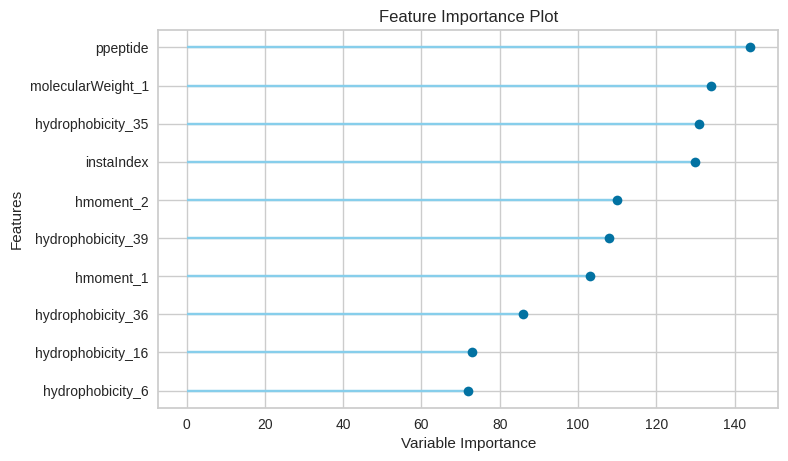 Feature Importance Plot
ppeptide
molecularWeight_1
hydrophobicity_35
instaIndex
hmoment_2
hydrophobicity_39
hmoment_1
hydrophobicity_36
hydrophobicity_16
hydrophobicity_6
Features
0 20 40 60 80 100 120 140
Variable Importance